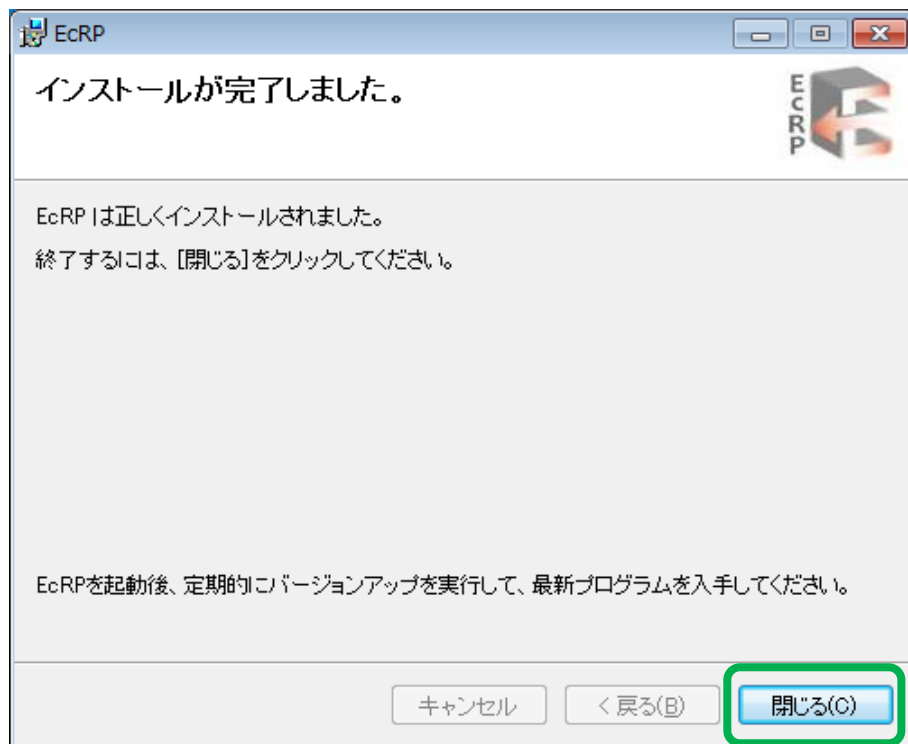 EcRP
インストールが完了しました。
EcRP
EcRP は正しくインストールされました。
終了するには、[閉じる]をクリックしてください。
EcRPを起動後、定期的にバージョンアップを実行して、最新プログラムを入手してください。
キャンセル
< 戻る(B)
閉じる(C)